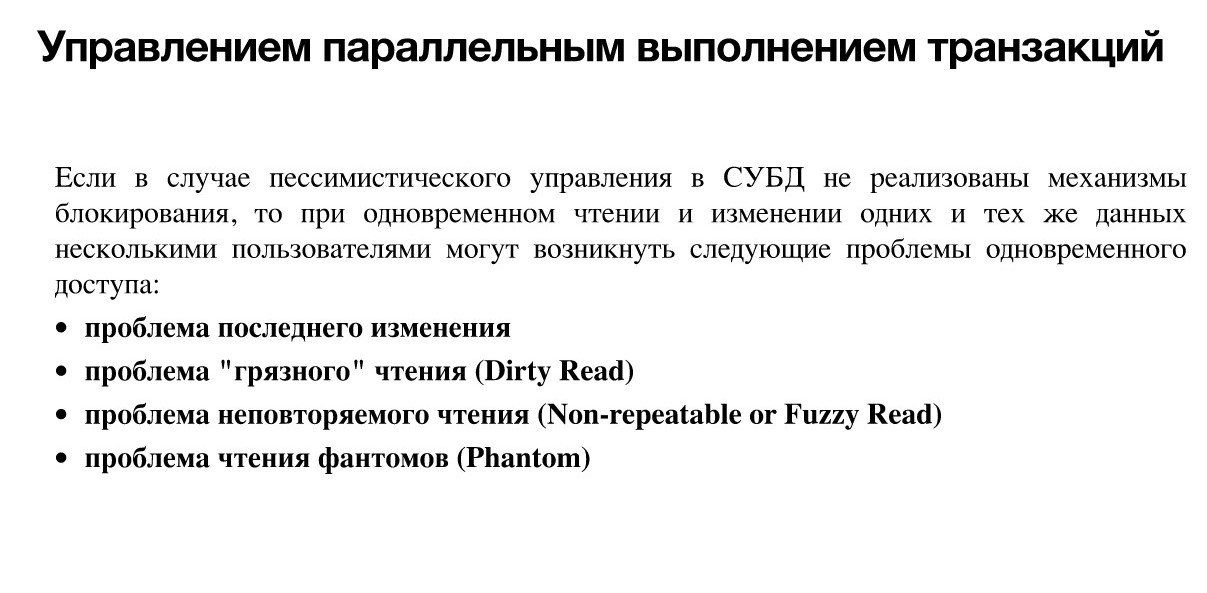 Управлением параллельным выполнением транзакций
Если в случае пессимистического управления в СУБД не реализованы механизмы
блокирования, то при одновременном чтении и изменении одних и тех же данных
несколькими пользователями могут возникнуть следующие проблемы одновременного
доступа:
• проблема последнего изменения
• проблема "грязного" чтения (Dirty Read)
• проблема неповторяемого чтения (Non-repeatable or Fuzzy Read)
• проблема чтения фантомов (Phantom)